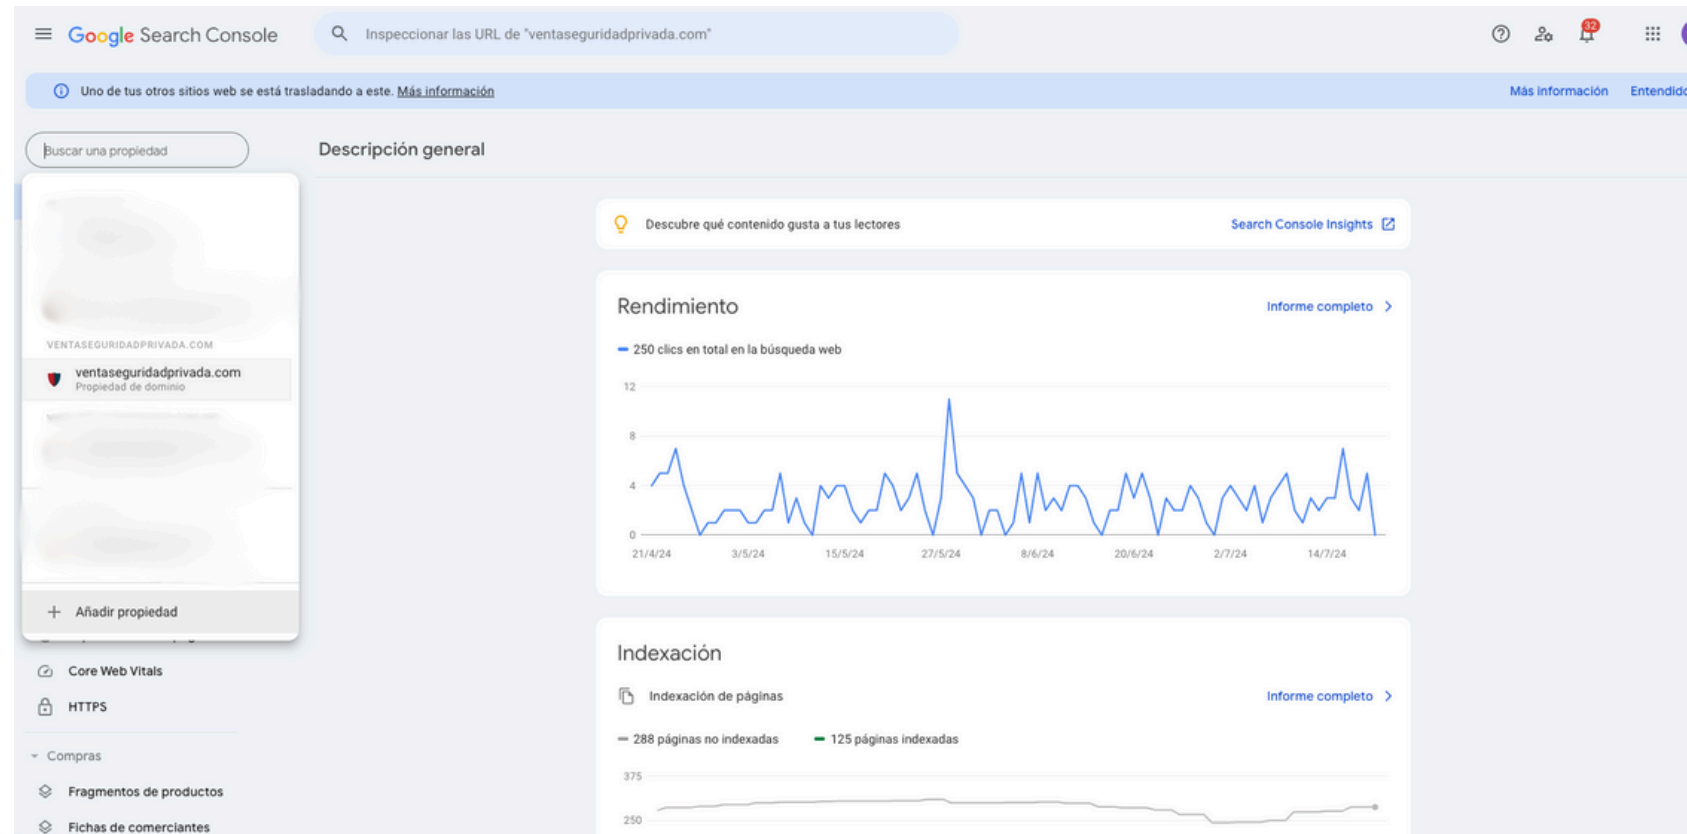 Google Search Console
Inspeccionar las URL de "ventaseguridadprivada.com"
32
Uno de tus otros sitios web se está trasladando a este. Más información
Más información
Entendido
Buscar una propiedad
Descripción general
VENTASEGURIDADPRIVADA.COM
ventaseguridadprivada.com
Propiedad de dominio
Añadir propiedad
Core Web Vitals
HTTPS
Compras
Fragmentos de productos
Fichas de comerciantes
Descubre qué contenido gusta a tus lectores
Search Console Insights
Rendimiento
Informe completo
250 clics en total en la búsqueda web
12
8
4
0
21/4/24 3/5/24 15/5/24 27/5/24 8/6/24 20/6/24 2/7/24 14/7/24
Indexación
Indexación de páginas
Informe completo
288 páginas no indexadas 125 páginas indexadas
375
250